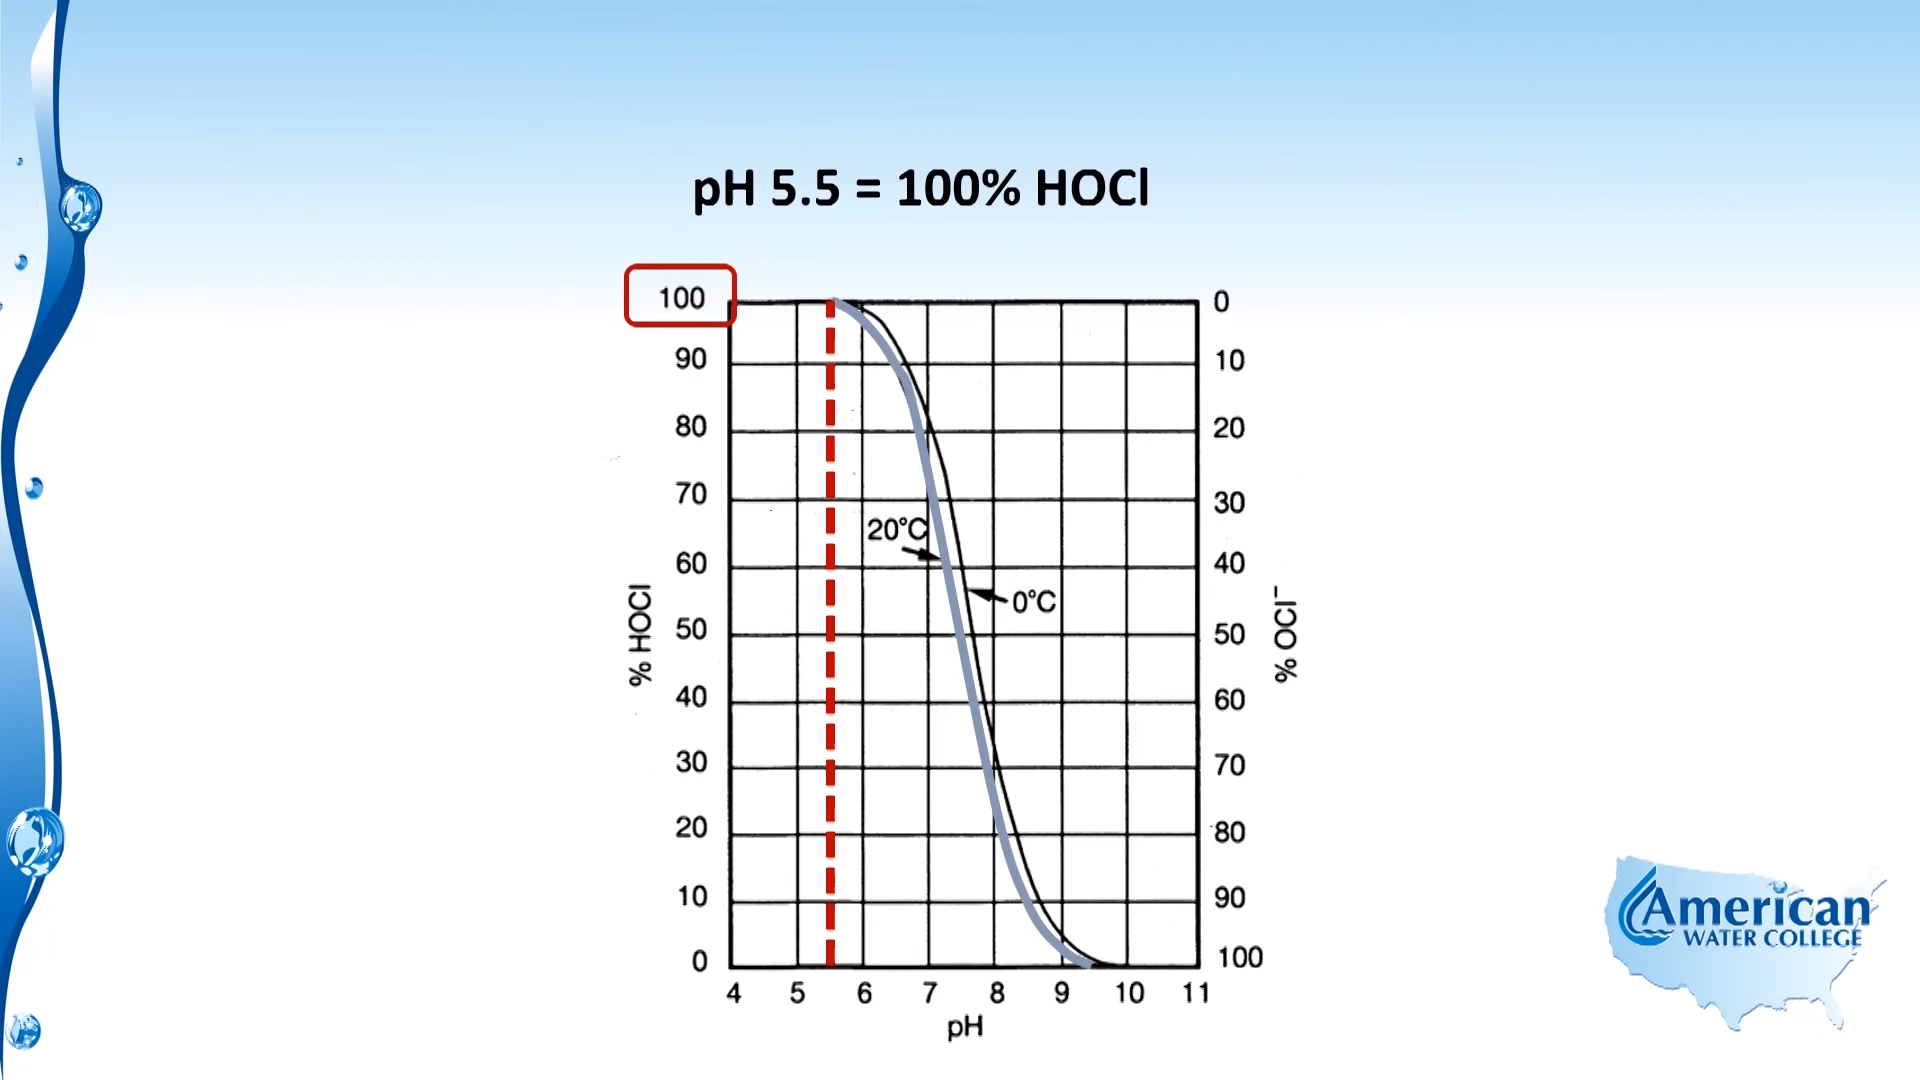 pH 5.5 = 100% HOCl
100
90
80
70
60
50
40
30
20
10
0
% HOCl
20°C
0°C
0
10
20
30
40
50
60
70
80
90
100
% OCl⁻
4 5 6 7 8 9 10 11
pH
American
WATER COLLEGE